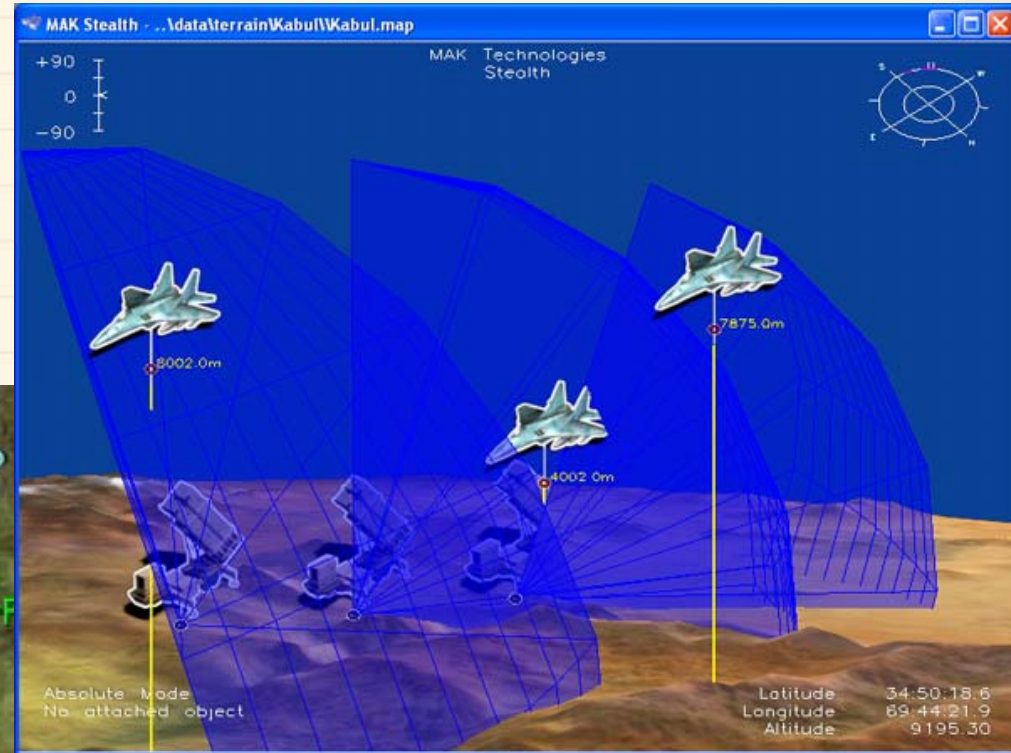 MAK Stealth - ..\data\terrain\Kabul\\Kabul.map
MAK Technologies
Stealth
+90
0
-90
S
W
E
N
8002.0m
7875.0m
4002.0m
F
Absolute Mode
No attached object
Latitude 34:50:18.6
Longitude 69:44:21.9
Altitude 9195.30